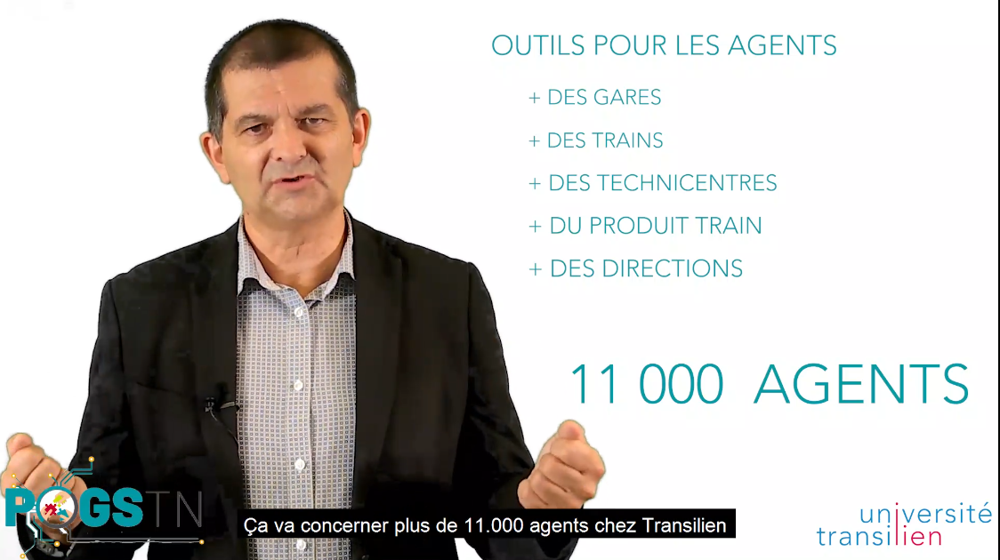 OUTILS POUR LES AGENTS
+ DES GARES
+ DES TRAINS
+ DES TECHNICENTRES
+ DU PRODUIT TRAIN
+ DES DIRECTIONS
11 000 AGENTS
POGSTN
Ça va concerner plus de 11.000 agents chez Transilien
université
transilien